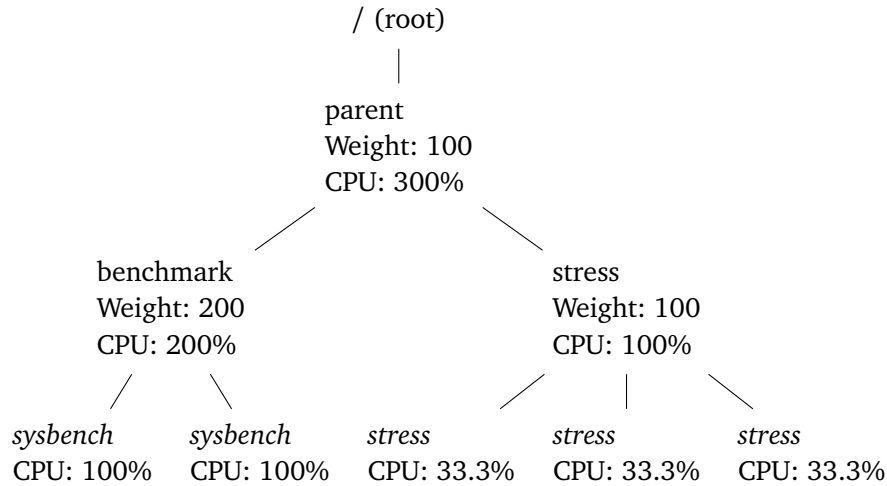 / (root)
parent
Weight: 100
CPU: 300%
benchmark
Weight: 200
CPU: 200%
stress
Weight: 100
CPU: 100%
sysbench
CPU: 100%
sysbench
CPU: 100%
stress
CPU: 33.3%
stress
CPU: 33.3%
stress
CPU: 33.3%